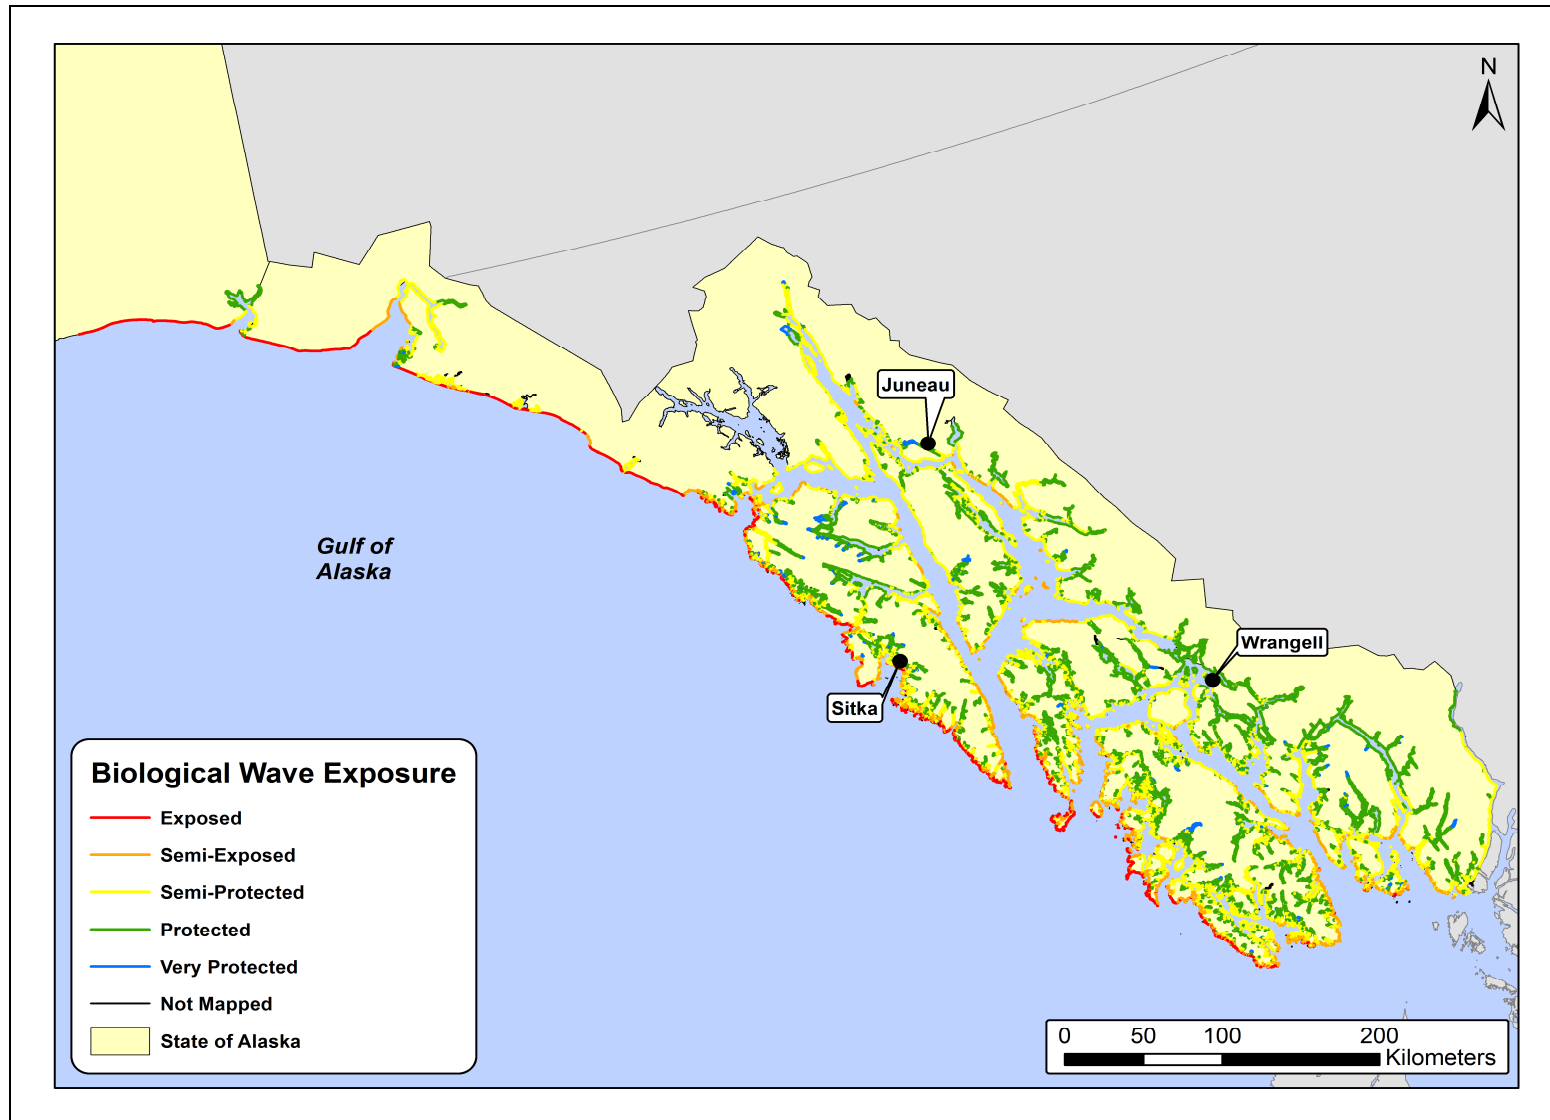 N
Juneau
Gulf of
Alaska
Wrangell
Sitka
Biological Wave Exposure
Exposed
Semi-Exposed
Semi-Protected
Protected
Very Protected
Not Mapped
State of Alaska
0 50 100 200
Kilometers